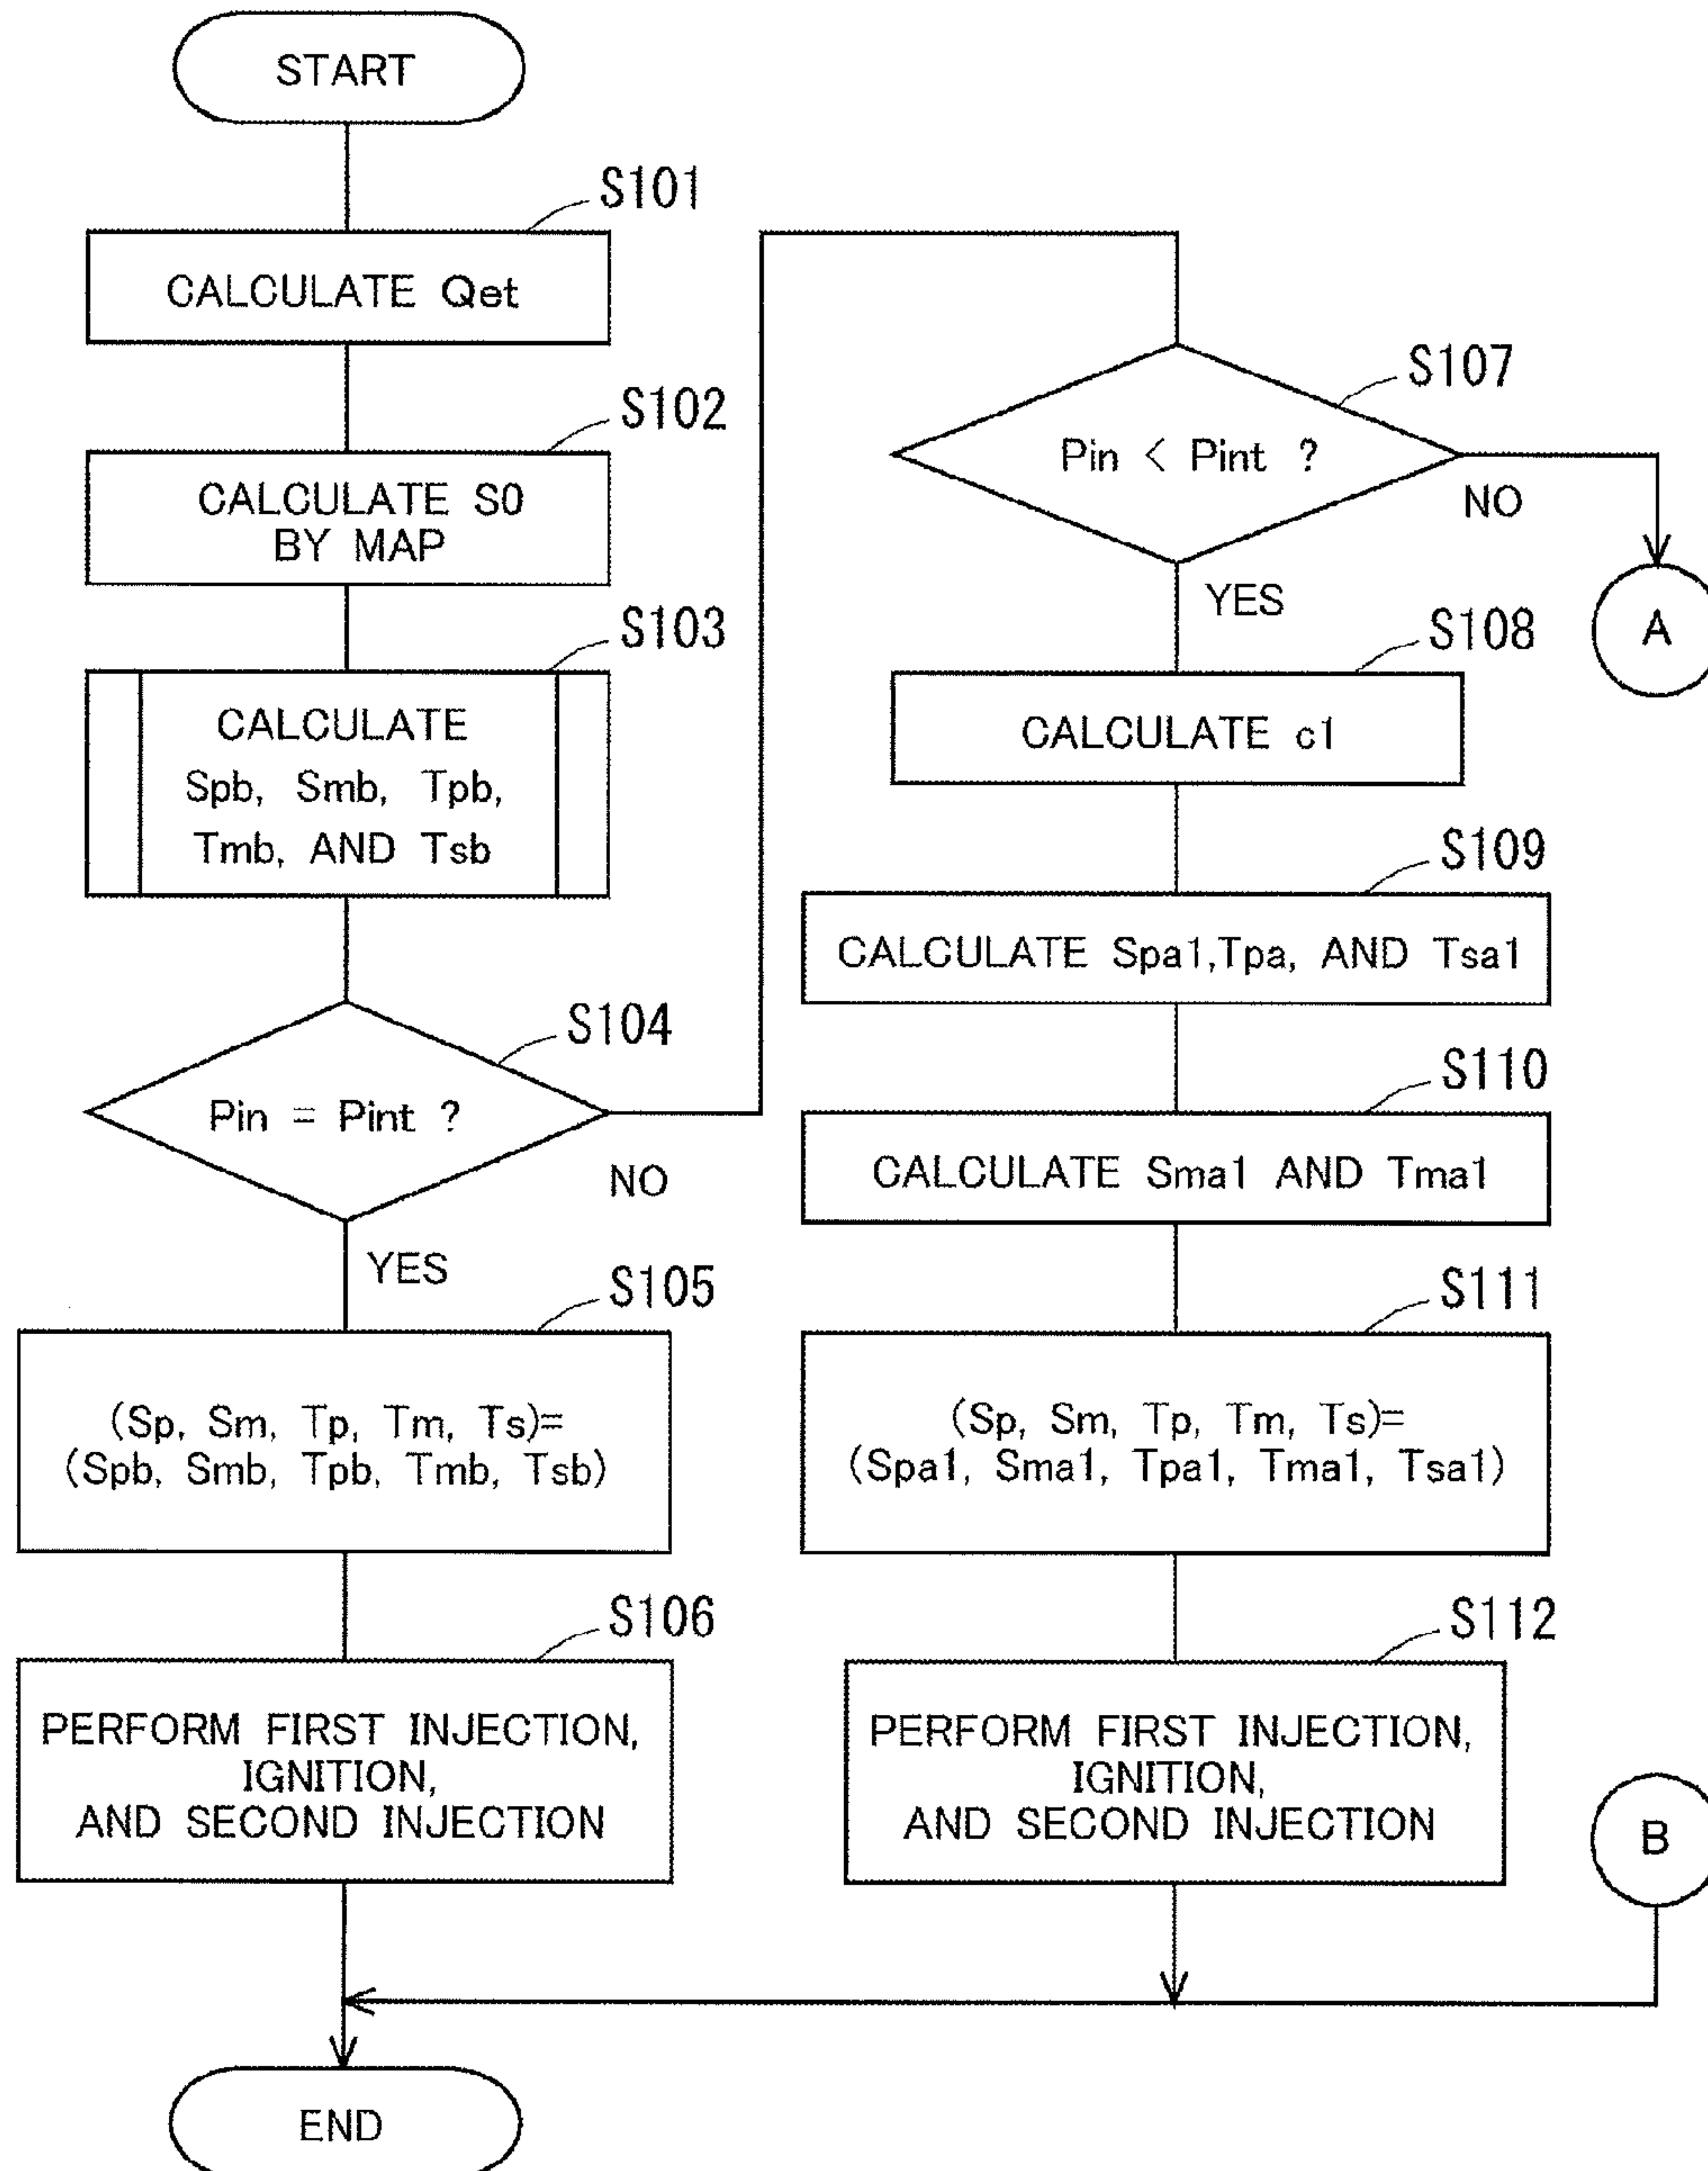 START
S101
CALCULATE Qet
S102
CALCULATE S0
BY MAP
S103
CALCULATE
Spb, Smb, Tpb,
Tmb, AND Tsb
S104
Pin = Pint ?
NO
YES
S105
(Sp, Sm, Tp, Tm, Ts)=
(Spb, Smb, Tpb, Tmb, Tsb)
S106
PERFORM FIRST INJECTION,
IGNITION,
AND SECOND INJECTION
END
S107
Pin < Pint ?
NO
YES
A
S108
CALCULATE c1
S109
CALCULATE Spa1,Tpa, AND Tsa1
S110
CALCULATE Sma1 AND Tma1
S111
(Sp, Sm, Tp, Tm, Ts)=
(Spa1, Sma1, Tpa1, Tma1, Tsa1)
S112
PERFORM FIRST INJECTION,
IGNITION,
AND SECOND INJECTION
B